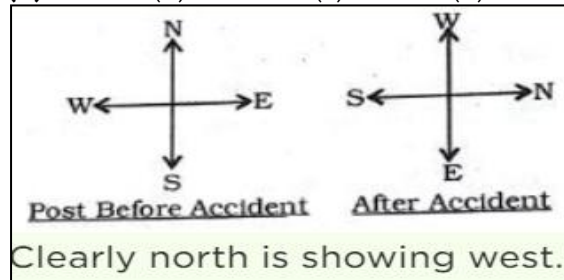 N
W
E
S
Post Before Accident
W
S
N
E
After Accident
Clearly north is showing west.